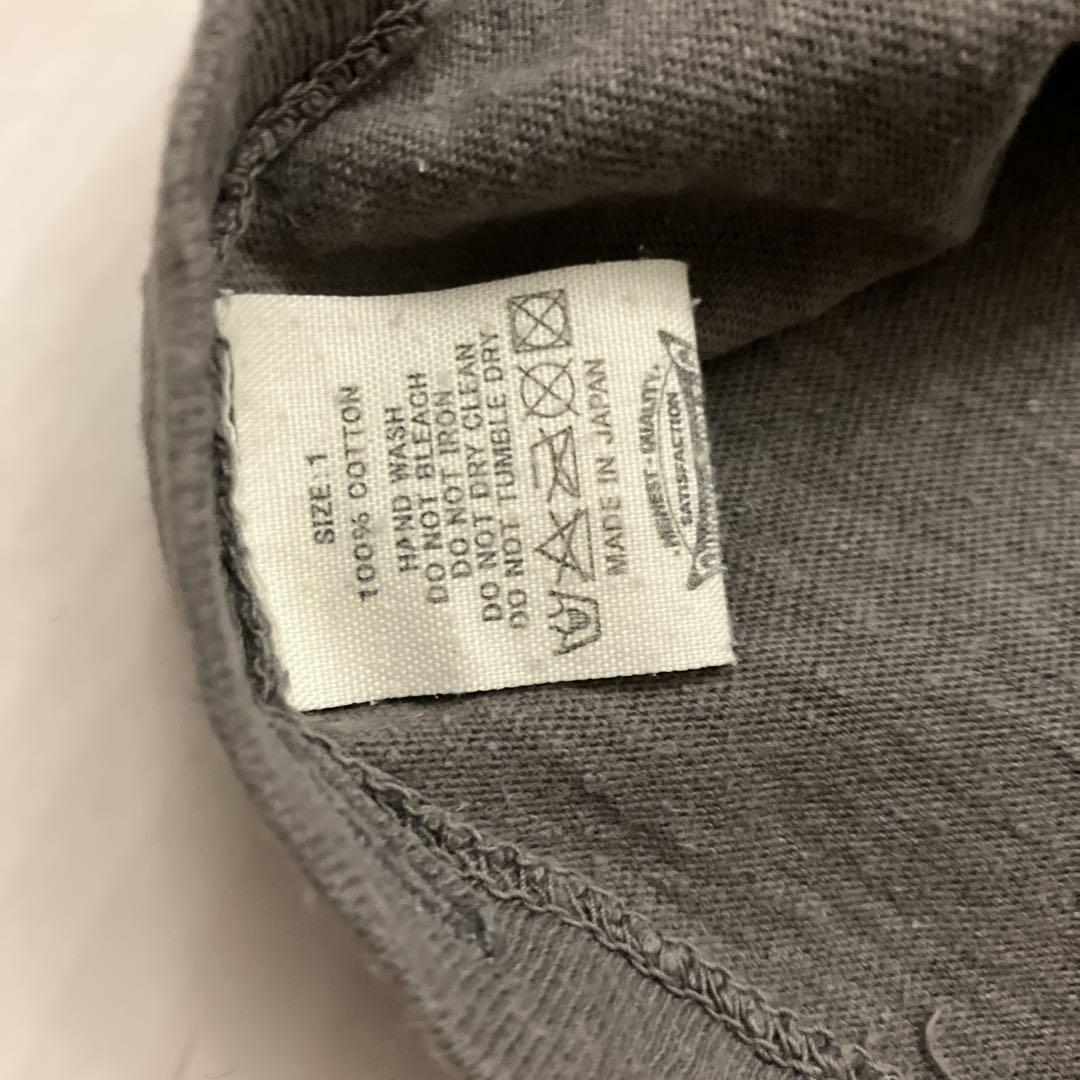 SIZE:1
100% COTTON
HAND WASH
DO NOT BLEACH
DO NOT IRON
DO NOT DRY CLEAN
DO NOT TUMBLE DRY
MADE IN JAPAN
HIGHEST QUALITY
SATISFACTION